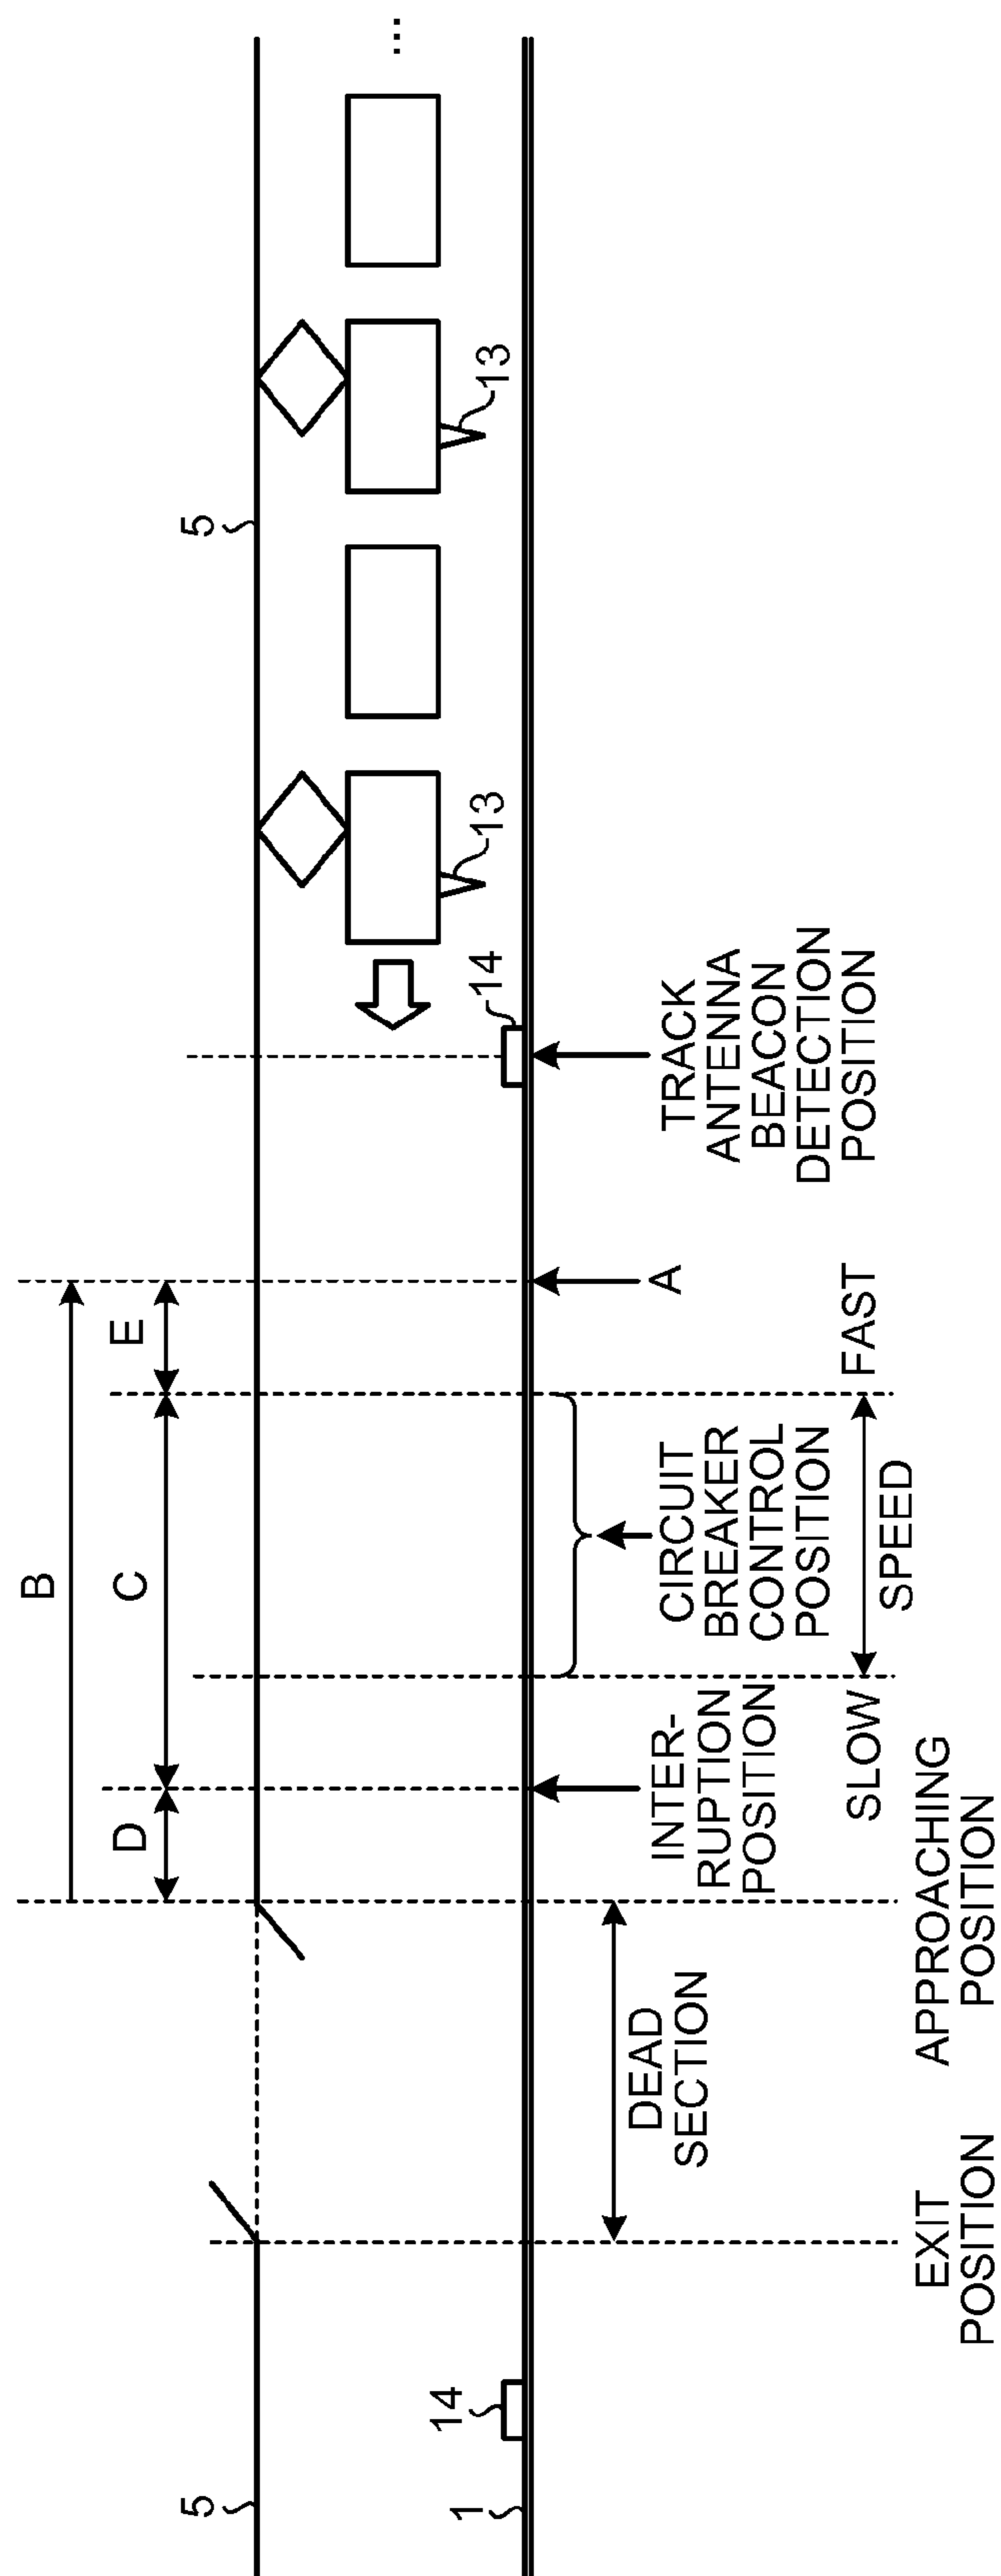 B
D
C
E
5
5
...
14
14
13
13
1
INTER-
RUPTION
POSITION
CIRCUIT
BREAKER
CONTROL
POSITION
A
TRACK
ANTENNA
BEACON
DETECTION
POSITION
DEAD
SECTION
SLOW
SPEED
FAST
EXIT
POSITION
APPROACHING
POSITION